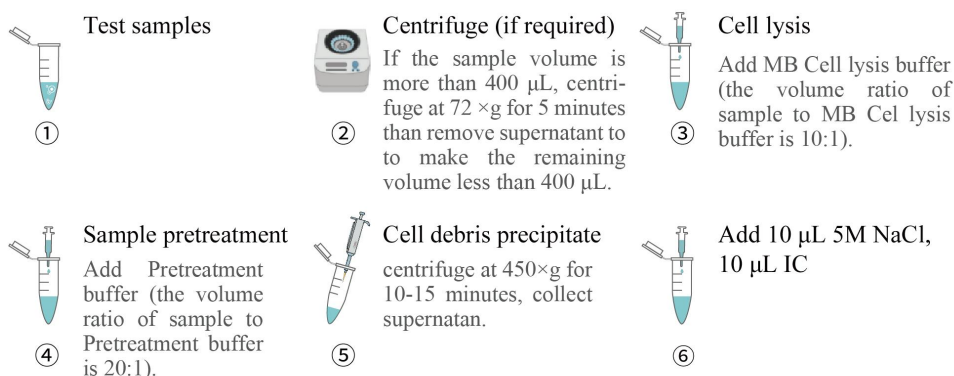 Test samples
①
Centrifuge (if required)
If the sample volume is
more than 400 μL, centri-
fuge at 72 ×g for 5 minutes
than remove supernatant to
to make the remaining
volume less than 400 μL.
②
Cell lysis
Add MB Cell lysis buffer
(the volume ratio of
sample to MB Cel lysis
buffer is 10:1).
③
Sample pretreatment
Add Pretreatment
buffer (the volume
ratio of sample to
Pretreatment buffer
is 20:1).
④
Cell debris precipitate
centrifuge at 450×g for
10-15 minutes, collect
supernatan.
⑤
Add 10 μL 5M NaCl,
10 μL IC
⑥